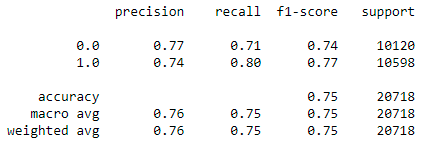 precision recall f1-score support
0.0 0.77 0.71 0.74 10120
1.0 0.74 0.80 0.77 10598
accuracy 0.75 20718
macro avg 0.76 0.75 0.75 20718
weighted avg 0.76 0.75 0.75 20718